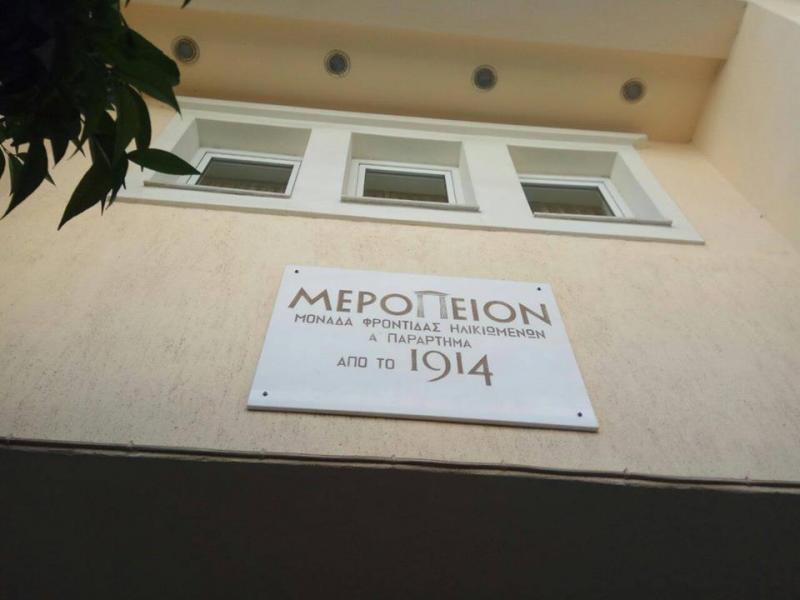 ΜΕΡΟΠΕΙΟΝ
ΜΟΝΑΔΑ ΦΡΟΝΤΙΔΑΣ ΗΛΙΚΙΩΜΕΝΩΝ
Α΄ ΠΑΡΑΡΤΗΜΑ
ΑΠΟ ΤΟ 1914